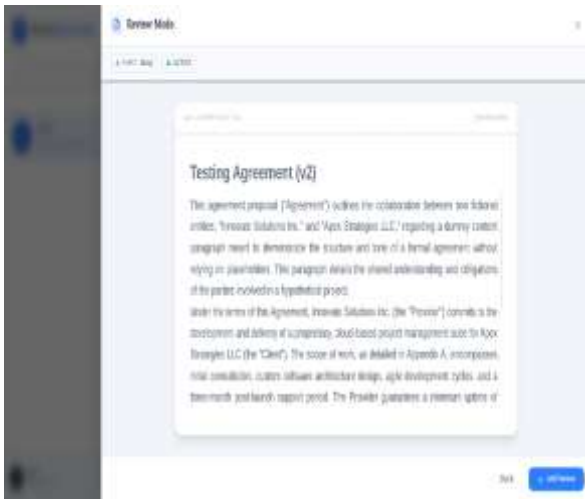 Review Mode
Testing Agreement (v2)
This agreement proposal ("Agreement") outlines the collaboration between two fictional
entities, "Innovate Solutions Inc." and "Apex Strategies LLC," regarding a dummy content
paragraph meant to demonstrate the structure and tone of a formal agreement without
relying on placeholders. This paragraph details the shared understanding and obligations
of the parties involved in a hypothetical project.
Under the terms of this Agreement, Innovate Solutions Inc. (the "Provider") commits to the
development and delivery of a proprietary, cloud-based project management suite for Apex
Strategies LLC (the "Client"). The scope of work, as detailed in Appendix A, encompasses
initial consultation, custom software architecture design, agile development cycles, and a
three-month post-launch support period. The Provider guarantees a minimum uptime of
Back